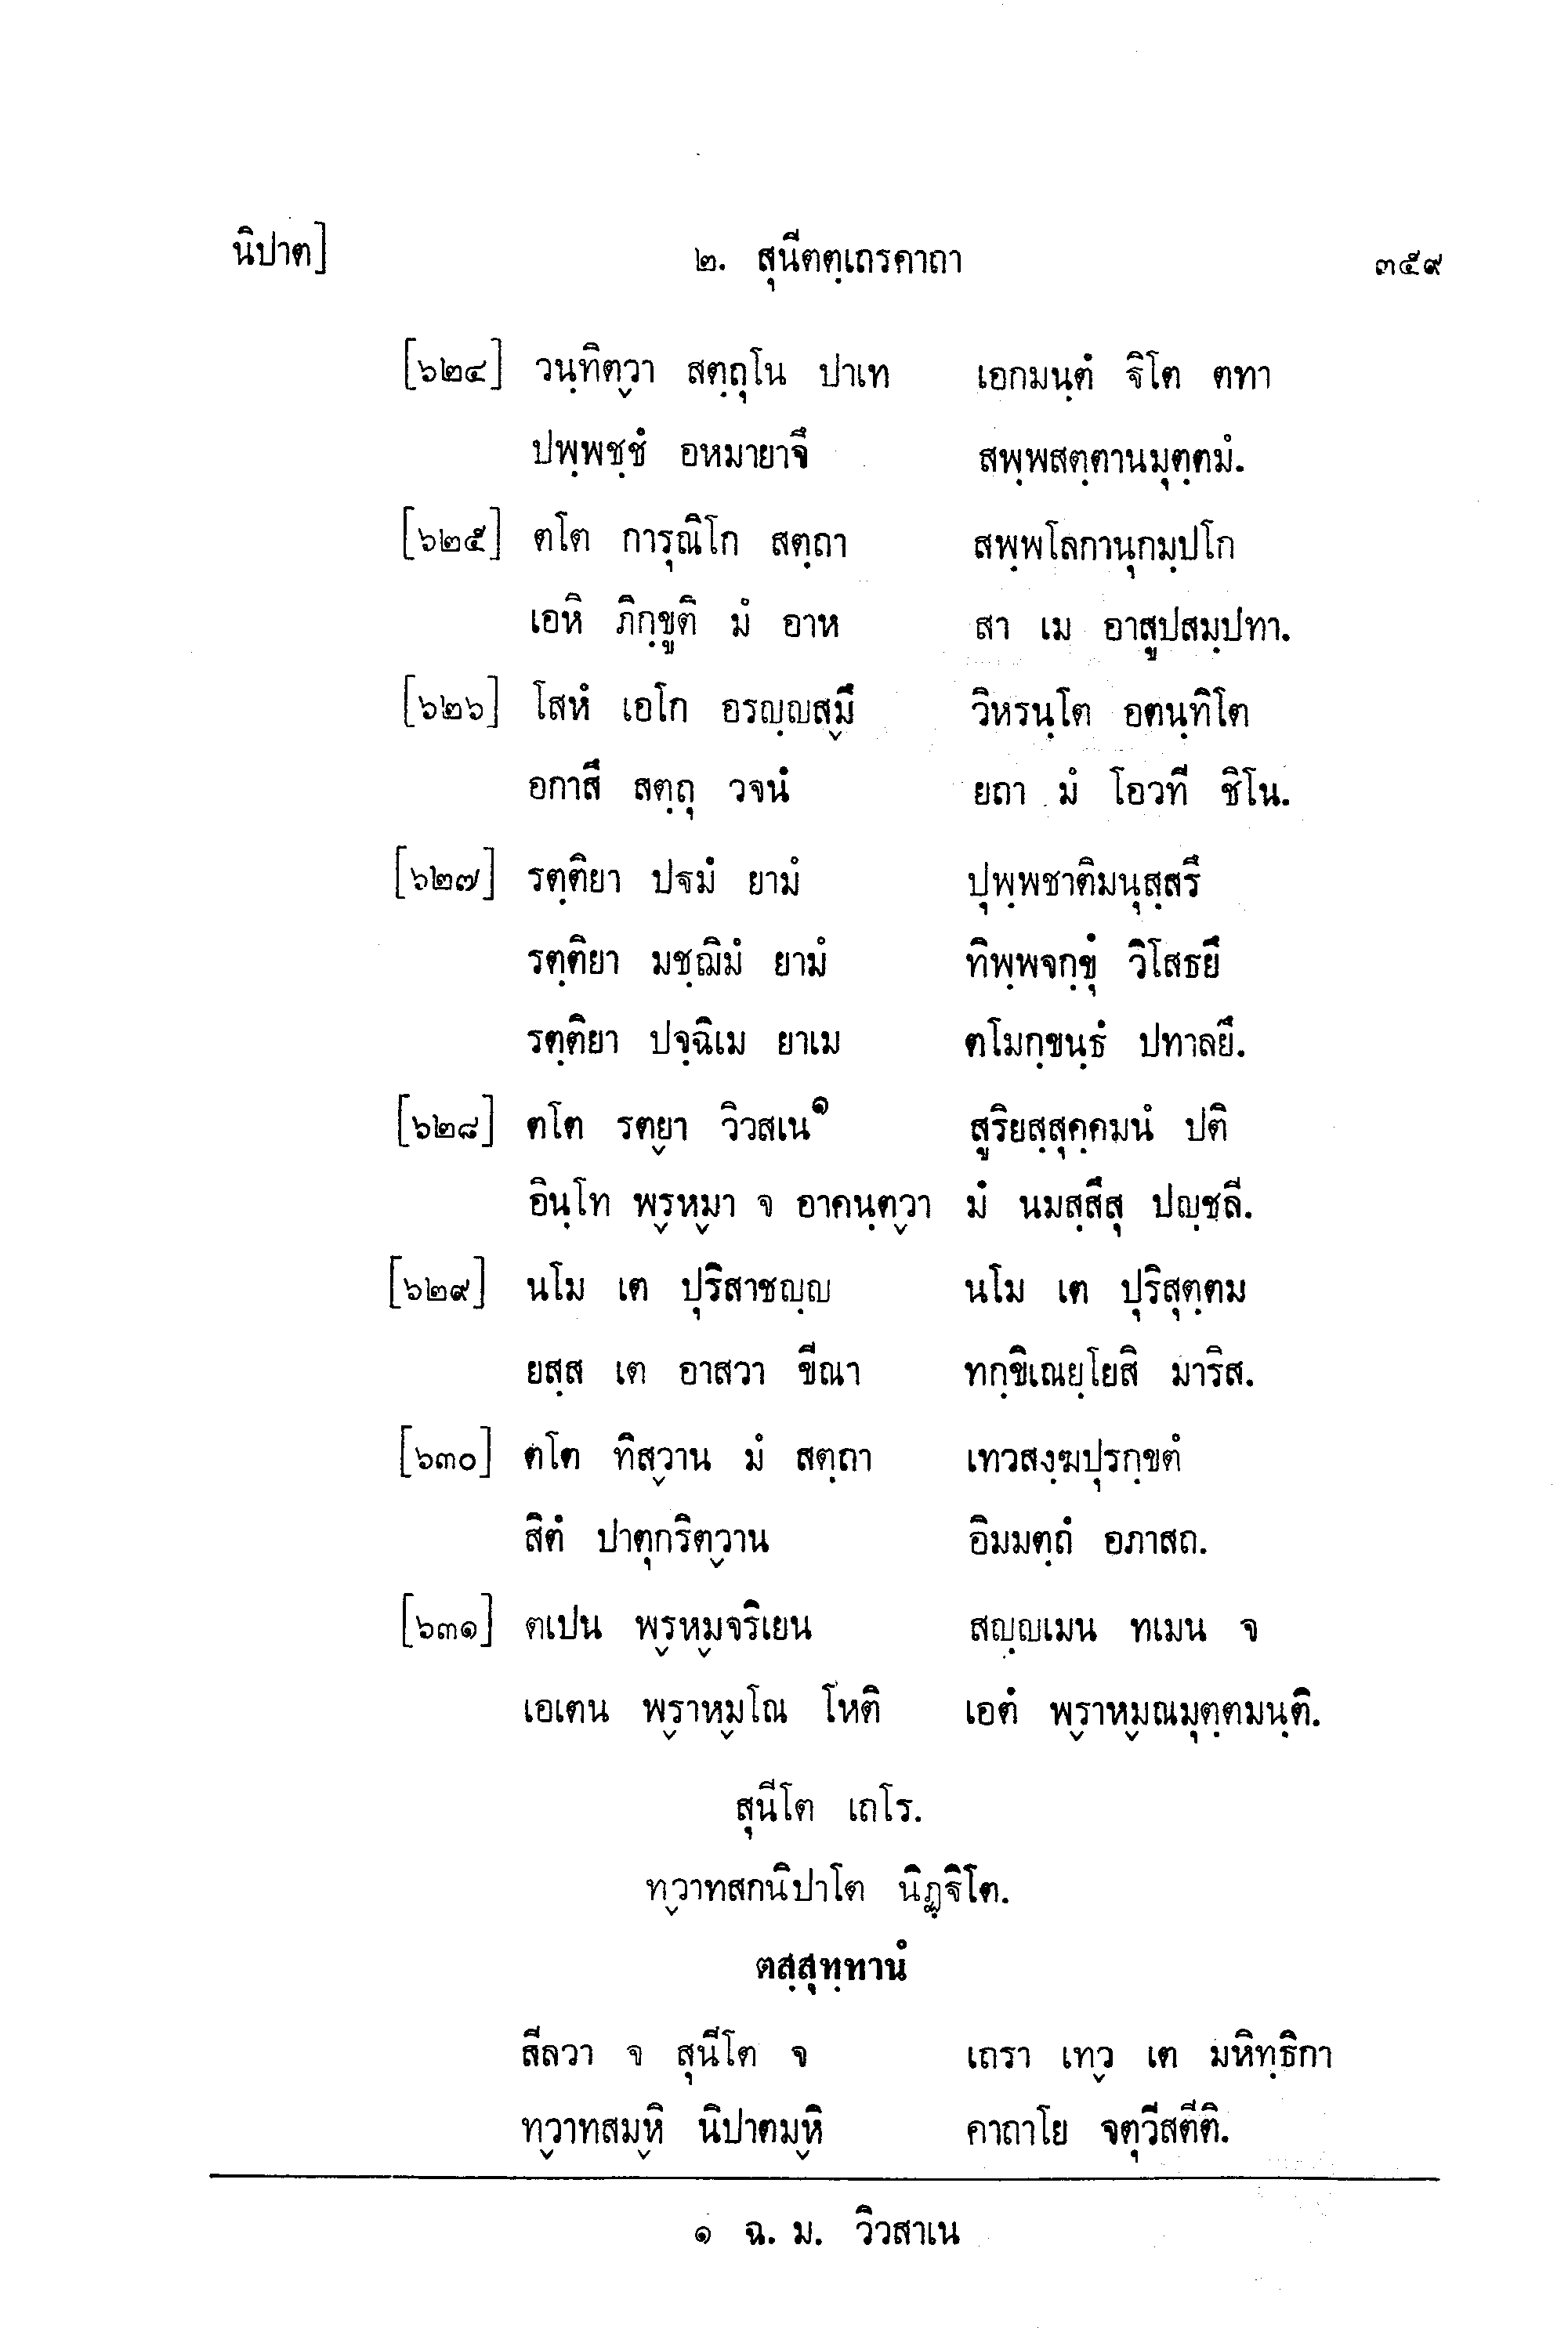 นิปาต] ๒. สุนีตตฺเถรคาถา ๓๕๙
[๖๒๔] วนฺทิตฺวา สตฺถุโน ปาเท เอกมนฺตํ ฐิโต ตทา
ปพฺพชฺชํ อหมายาจึ สพฺพสตฺตานมุตฺตมํ.
[๖๒๕] ตโต การุณิโก สตฺถา สพฺพโลกานุกมฺปโก
เอหิ ภิกฺขูติ มํ อาห สา เม อาสูปสมฺปทา.
[๖๒๖] โสหํ เอโก อรญฺญสฺมึ วิหรนฺโต อตนฺทิโต
อกาสึ สตฺถุ วจนํ ยถา มํ โอวที ชิโน.
[๖๒๗] รตฺติยา ปฐมํ ยามํ ปุพฺพชาติมนุสฺสรึ
รตฺติยา มชฺฌิมํ ยามํ ทิพฺพจกฺขุํ วิโสธยึ
รตฺติยา ปจฺฉิเม ยาเม ตโมกฺขนฺธํ ปทาลยึ.
[๖๒๘] ตโต รตฺยา วิวสเน๑ สูริยสฺสุคฺคมนํ ปติ
อินฺโท พฺรหฺมา จ อาคนฺตฺวา มํ นมสฺสึสุ ปญฺชลี.
[๖๒๙] นโม เต ปุริสาชญฺญ นโม เต ปุริสุตฺตม
ยสฺส เต อาสวา ขีณา ทกฺขิเณยฺโยสิ มาริส.
[๖๓๐] ตโต ทิสฺวาน มํ สตฺถา เทวสงฺฆปุรกฺขตํ
สิตํ ปาตุกริตฺวาน อิมมตฺถํ อภาสถ.
[๖๓๑] ตเปน พฺรหฺมจริเยน สญฺญเมน ทเมน จ
เอเตน พฺราหฺมโณ โหติ เอตํ พฺราหฺมณมุตฺตมนฺติ.
สุนีโต เถโร.
ทฺวาทสกนิปาโต นิฏฺฐิโต.
ตสฺสุทฺทานํ
สีลวา จ สุนีโต จ เถรา เทฺว เต มหิทฺธิกา
ทฺวาทสมฺหิ นิปาตมฺหิ คาถาโย จตุวีสตีติ.
๑ ฉ. ม. วิวสาเน